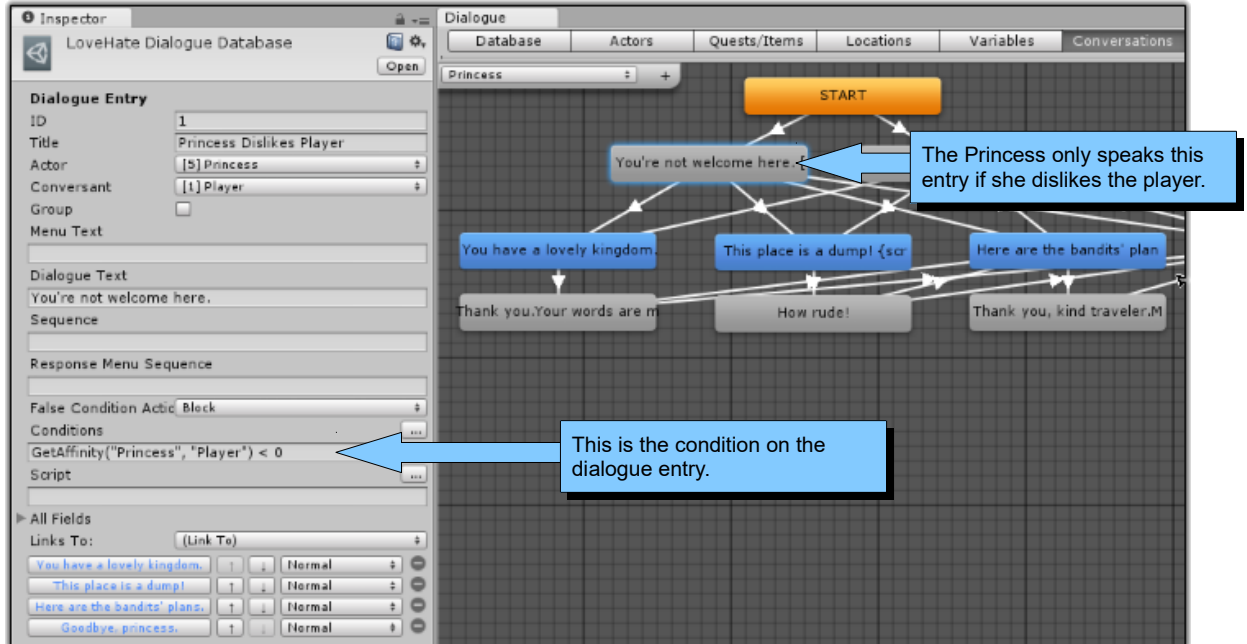 Inspector
LoveHate Dialogue Database
Open
Dialogue Entry
ID 1
Title Princess Dislikes Player
Actor [5] Princess
Conversant [1] Player
Group
Menu Text
Dialogue Text
You're not welcome here.
Sequence
Response Menu Sequence
False Condition Actic Block
Conditions ...
GetAffinity("Princess", "Player") < 0
Script ...
All Fields
Links To: (Link To)
You have a lovely kingdom. ↑ ↓ Normal
This place is a dump! ↑ ↓ Normal
Here are the bandits' plans. ↑ ↓ Normal
Goodbye, princess. ↑ ↓ Normal
Dialogue
Database Actors Quests/Items Locations Variables Conversations
Princess +
START
You're not welcome here. {
The Princess only speaks this
entry if she dislikes the player.
You have a lovely kingdom.
This place is a dump! {scr
Here are the bandits' plan
Thank you.Your words are m
How rude!
Thank you, kind traveler.M
This is the condition on the
dialogue entry.